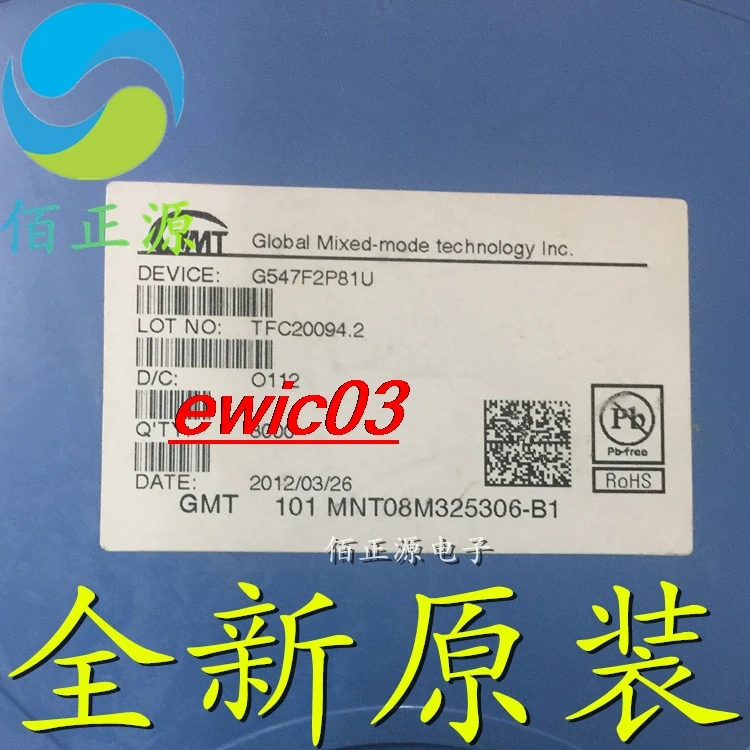 佰正源
GMT Global Mixed-mode technology Inc.
DEVICE: G547F2P81U
LOT NO: TFC20094.2
D/C: O112
ewic03
Q'TY: 3000
DATE: 2012/03/26
GMT 101 MNT08M325306-B1
Pb
Pb-free
RoHS
佰正源电子
全新原装